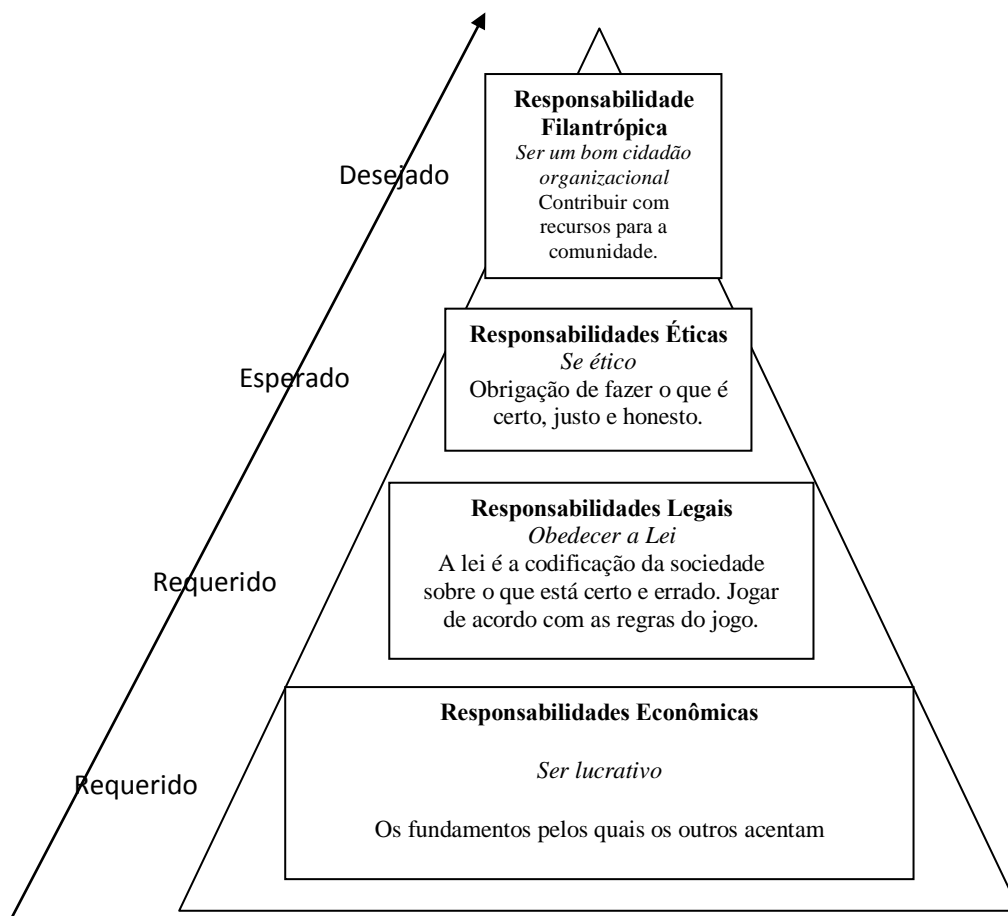 Responsabilidade
Filantrópica
Ser um bom cidadão
organizacional
Contribuir com
recursos para a
comunidade.
Desejado
Responsabilidades Éticas
Se ético
Obrigação de fazer o que é
certo, justo e honesto.
Esperado
Responsabilidades Legais
Obedecer a Lei
A lei é a codificação da sociedade
sobre o que está certo e errado. Jogar
de acordo com as regras do jogo.
Requerido
Responsabilidades Econômicas
Ser lucrativo
Os fundamentos pelos quais os outros acentam
Requerido